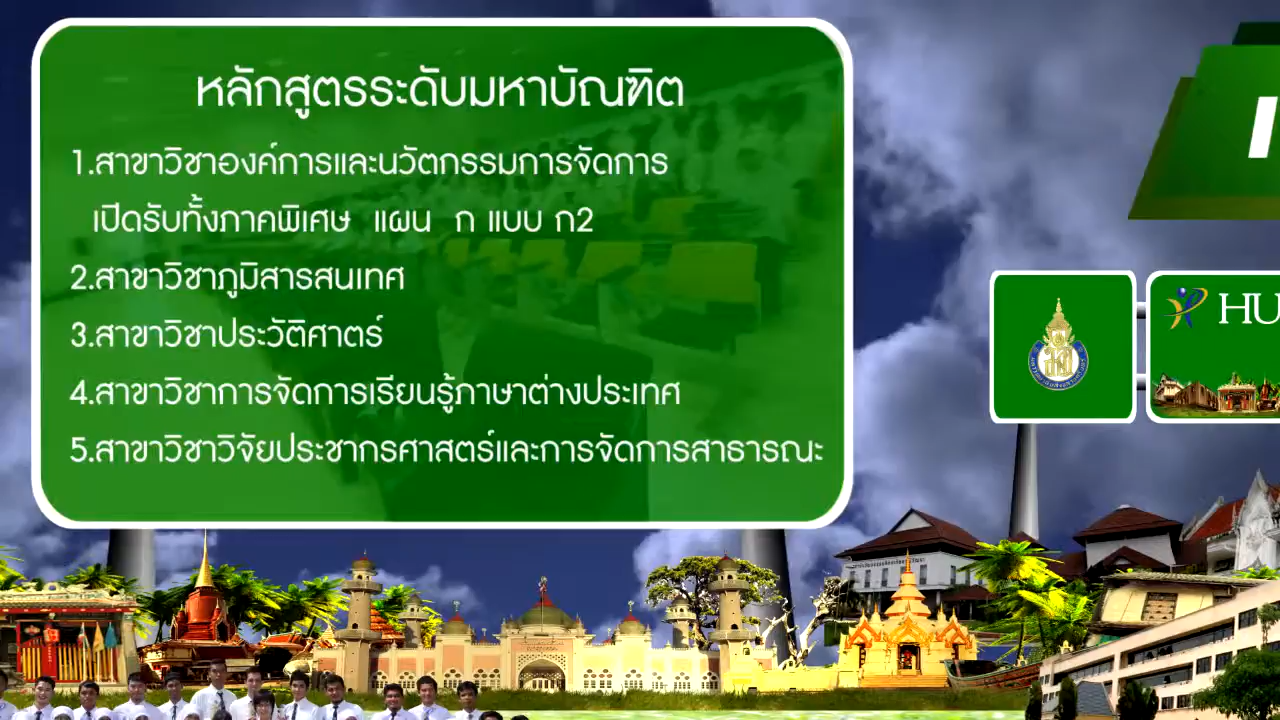 หลักสูตรระดับมหาบัณฑิต
1.สาขาวิชาองค์การและนวัตกรรมการจัดการ
เปิดรับทั้งภาคพิเศษ แผน ก แบบ ก2
2.สาขาวิชาภูมิสารสนเทศ
3.สาขาวิชาประวัติศาตร์
4.สาขาวิชาการจัดการเรียนรู้ภาษาต่างประเทศ
5.สาขาวิชาวิจัยประชากรศาสตร์และการจัดการสาธารณะ
HU